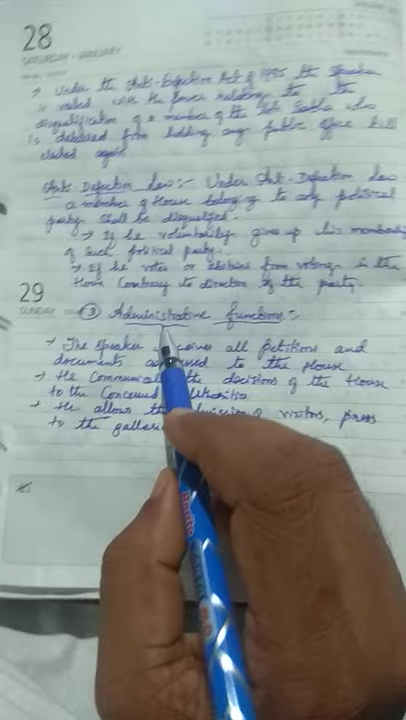 28
SATURDAY - JANUARY
→ Under the Anti-Defection Act of 1985 the Speaker
is vested with the power relating to the
disqualification of a member of the Lok Sabha who
is debarred from holding any public office till
elected again
Anti Defection Law:- Under Anti-Defection law
a member of House belonging to any political
party shall be disqualified.
→ If he voluntarily gives up his membership
of such political party.
→ If he votes or abstains from voting in the
House contrary to direction of the party.
29
SUNDAY
③ Administrative functions:-
→ The Speaker all petitions and
documents to the House
→ He the decisions of the House
to the Concerned
→ He allows the of visitors, press
to the